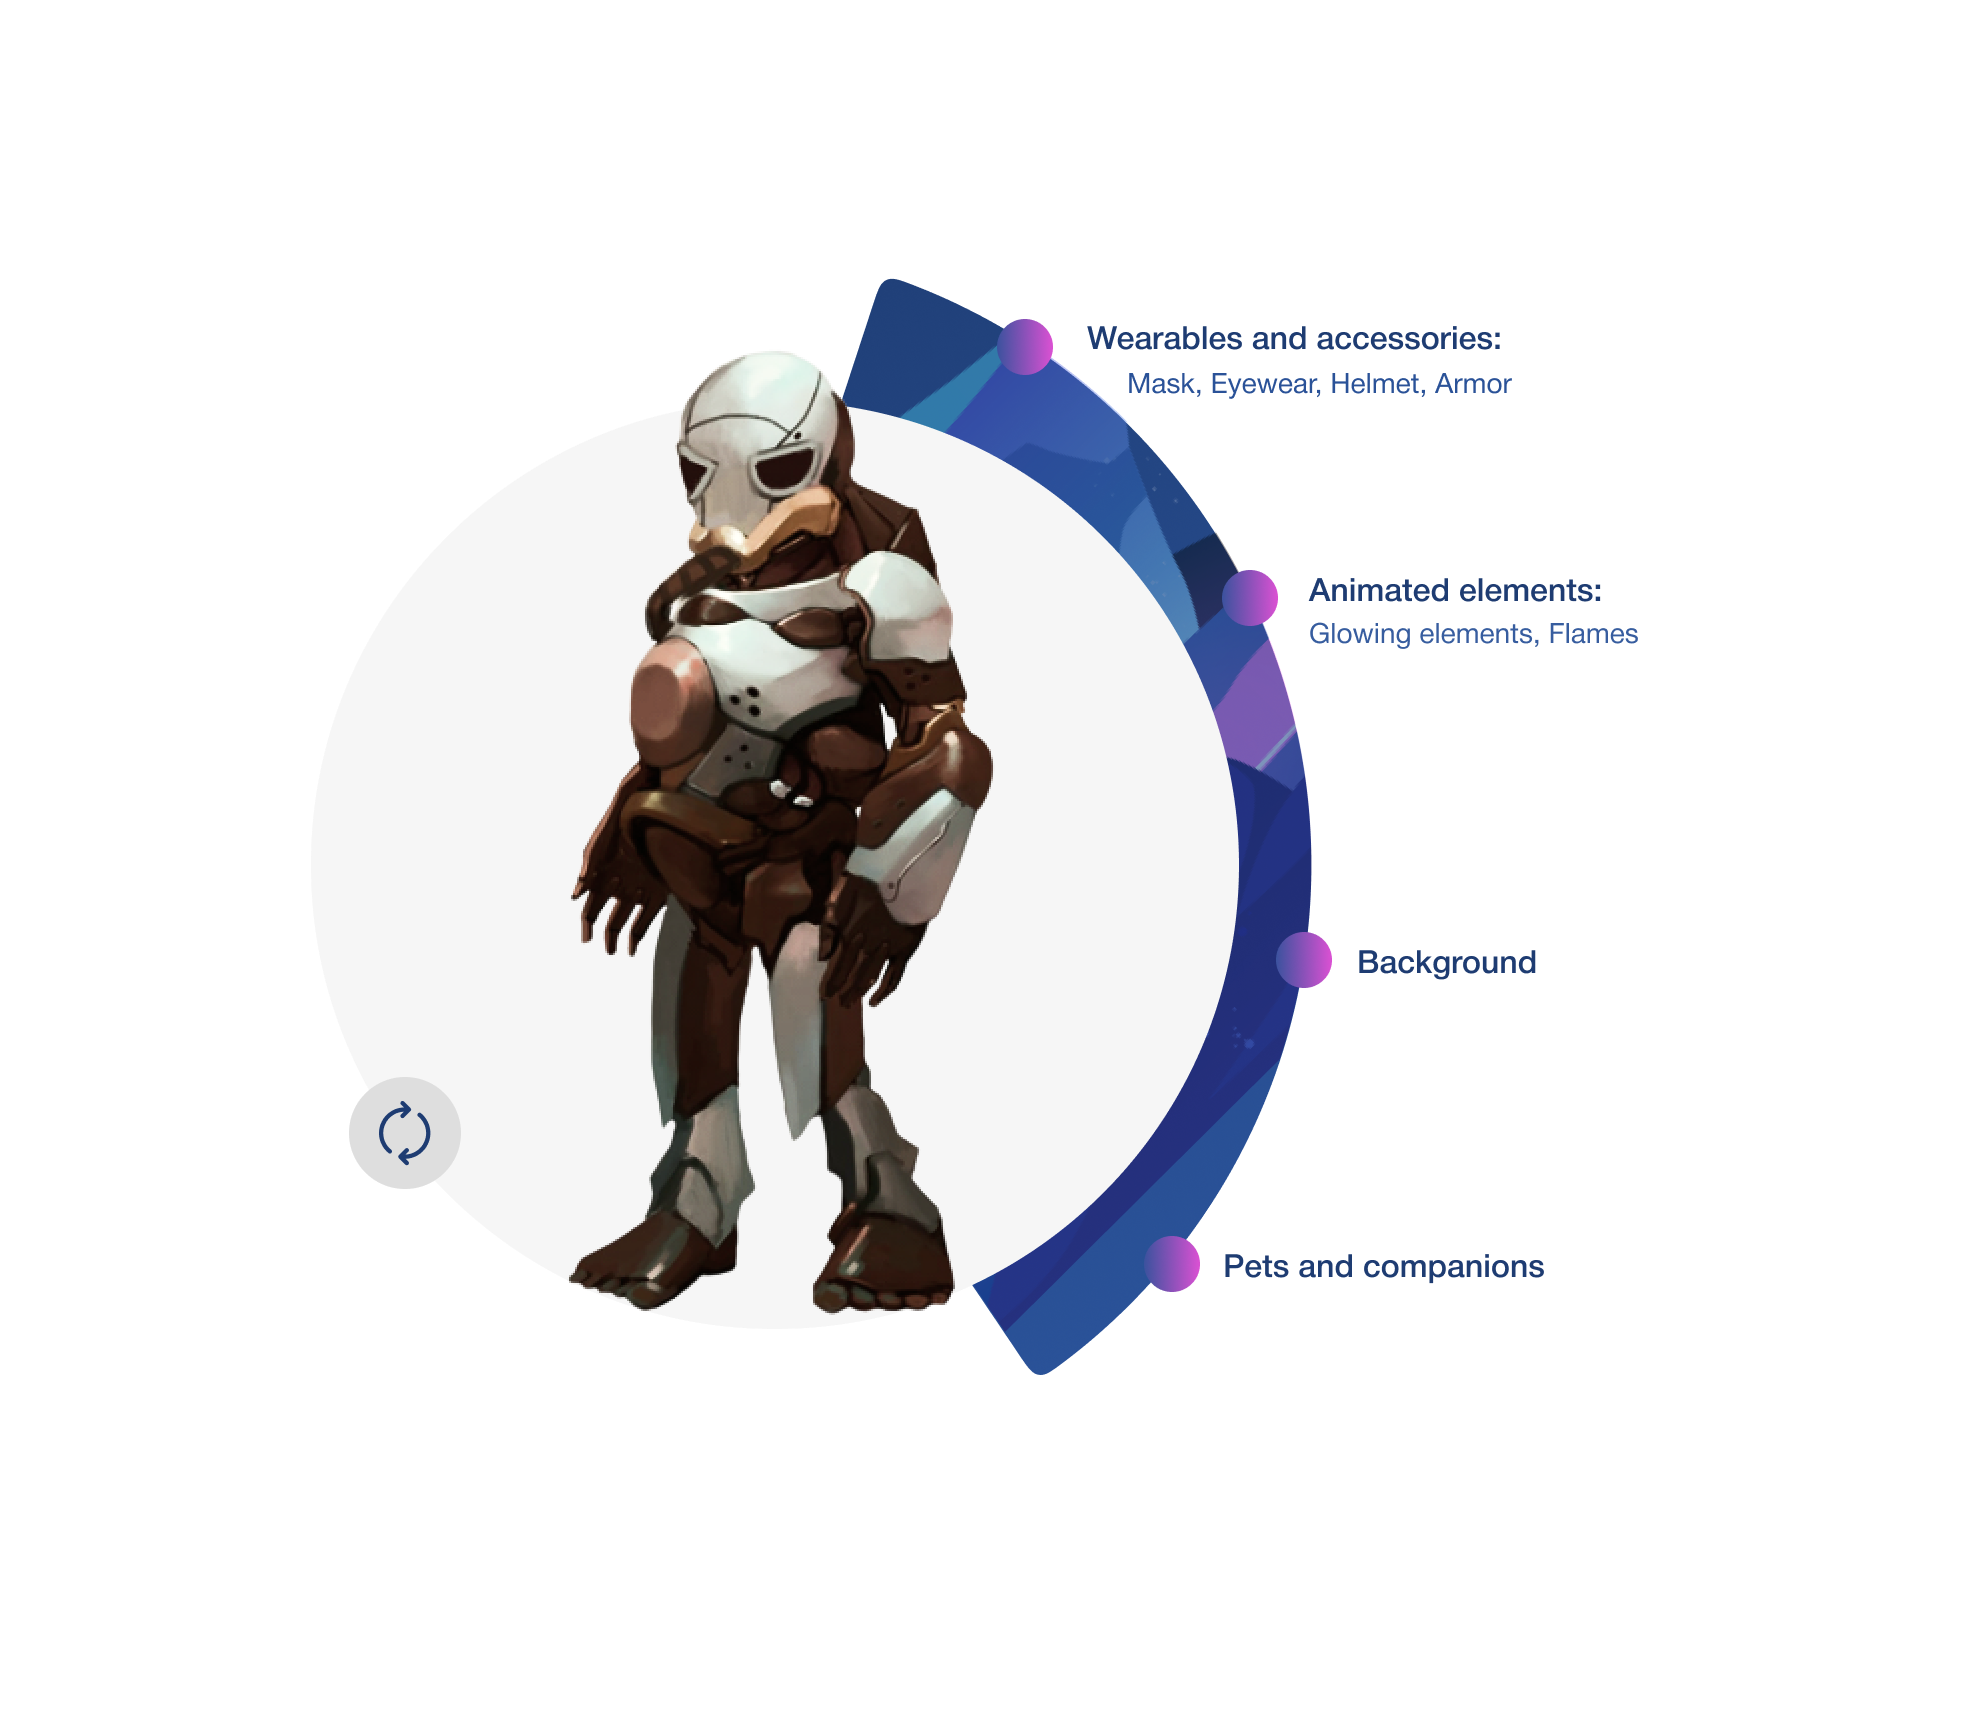 Wearables and accessories:
Mask, Eyewear, Helmet, Armor
Animated elements:
Glowing elements, Flames
Background
Pets and companions